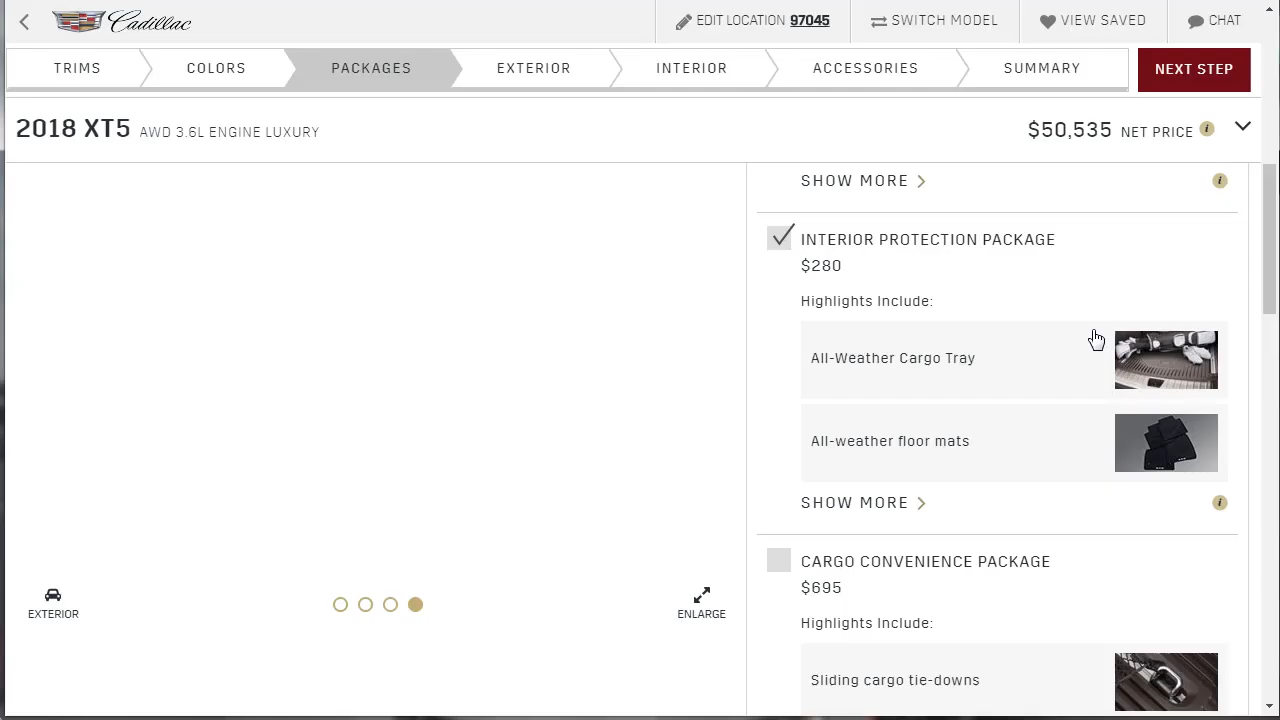 Cadillac
EDIT LOCATION 97045
SWITCH MODEL
VIEW SAVED
CHAT
TRIMS
COLORS
PACKAGES
EXTERIOR
INTERIOR
ACCESSORIES
SUMMARY
NEXT STEP
2018 XT5 AWD 3.6L ENGINE LUXURY
$50,535 NET PRICE i
SHOW MORE i
INTERIOR PROTECTION PACKAGE
$280
Highlights Include:
All-Weather Cargo Tray
All-weather floor mats
SHOW MORE i
CARGO CONVENIENCE PACKAGE
$695
Highlights Include:
Sliding cargo tie-downs
EXTERIOR
ENLARGE